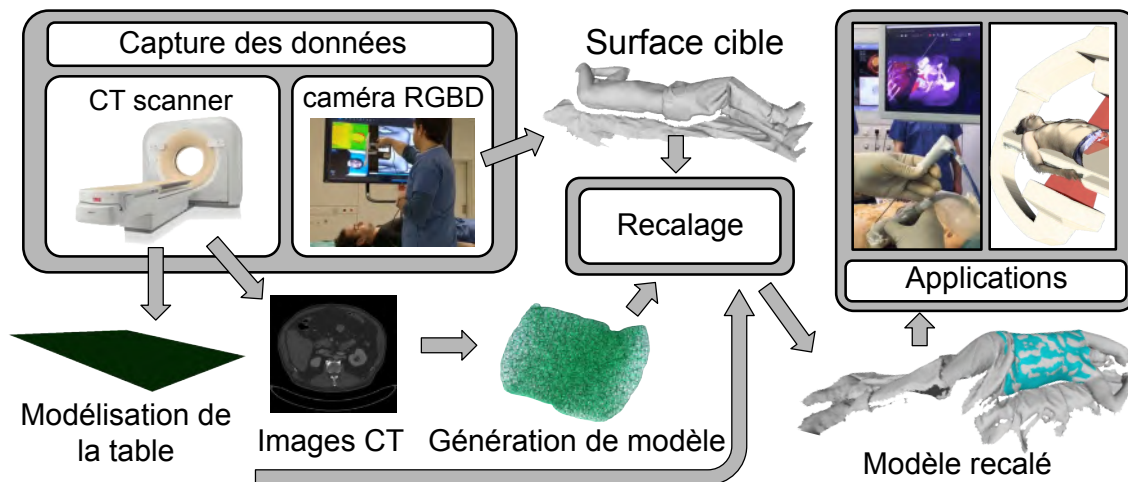 Capture des données
CT scanner
caméra RGBD
Surface cible
Recalage
Applications
Modélisation de
la table
Images CT
Génération de modèle
Modèle recalé